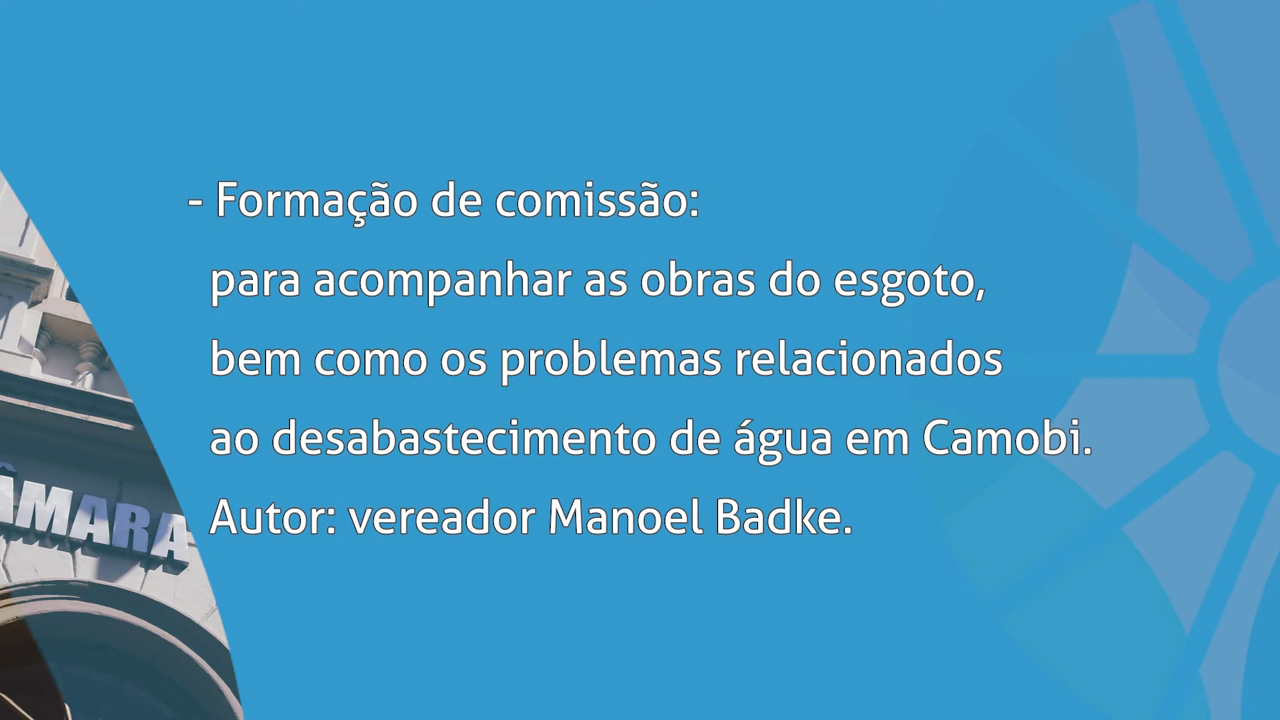 - Formação de comissão:
para acompanhar as obras do esgoto,
bem como os problemas relacionados
ao desabastecimento de água em Camobi.
Autor: vereador Manoel Badke.
CÂMARA